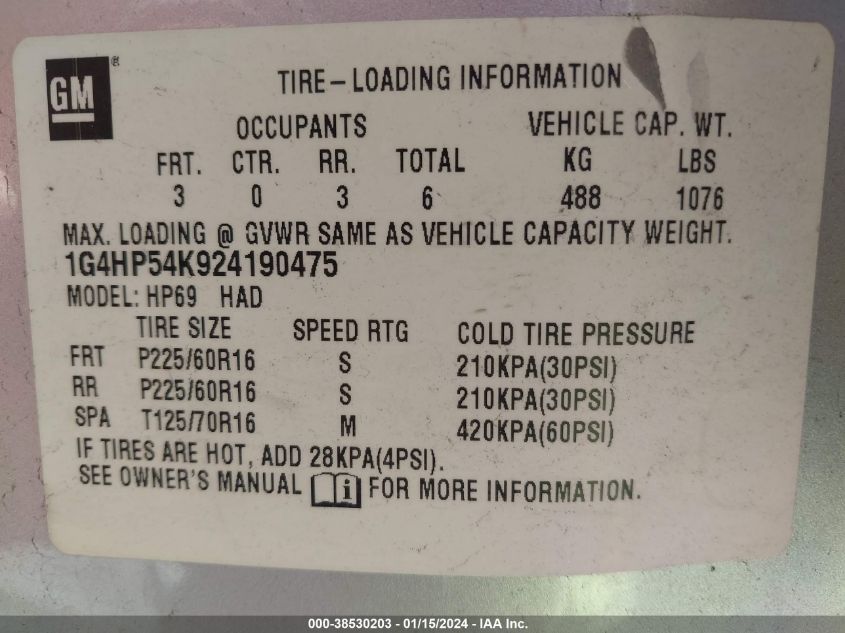 GM®
TIRE-LOADING INFORMATION
OCCUPANTS VEHICLE CAP. WT.
FRT. CTR. RR. TOTAL KG LBS
3 0 3 6 488 1076
MAX. LOADING @ GVWR SAME AS VEHICLE CAPACITY WEIGHT.
1G4HP54K924190475
MODEL: HP69 HAD
TIRE SIZE SPEED RTG COLD TIRE PRESSURE
FRT P225/60R16 S 210KPA(30PSI)
RR P225/60R16 S 210KPA(30PSI)
SPA T125/70R16 M 420KPA(60PSI)
IF TIRES ARE HOT, ADD 28KPA(4PSI).
SEE OWNER'S MANUAL i FOR MORE INFORMATION.
000-38530203 - 01/15/2024 - IAA Inc.